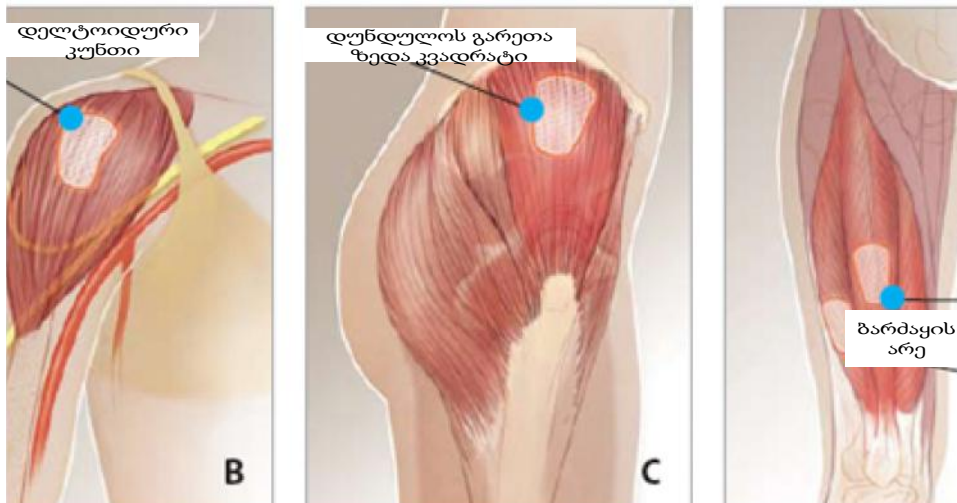 დელტოიდური
კუნთი
დუნდულოს გარეთა
ზედა კვადრატი
ბარძაყის
არე
B
C